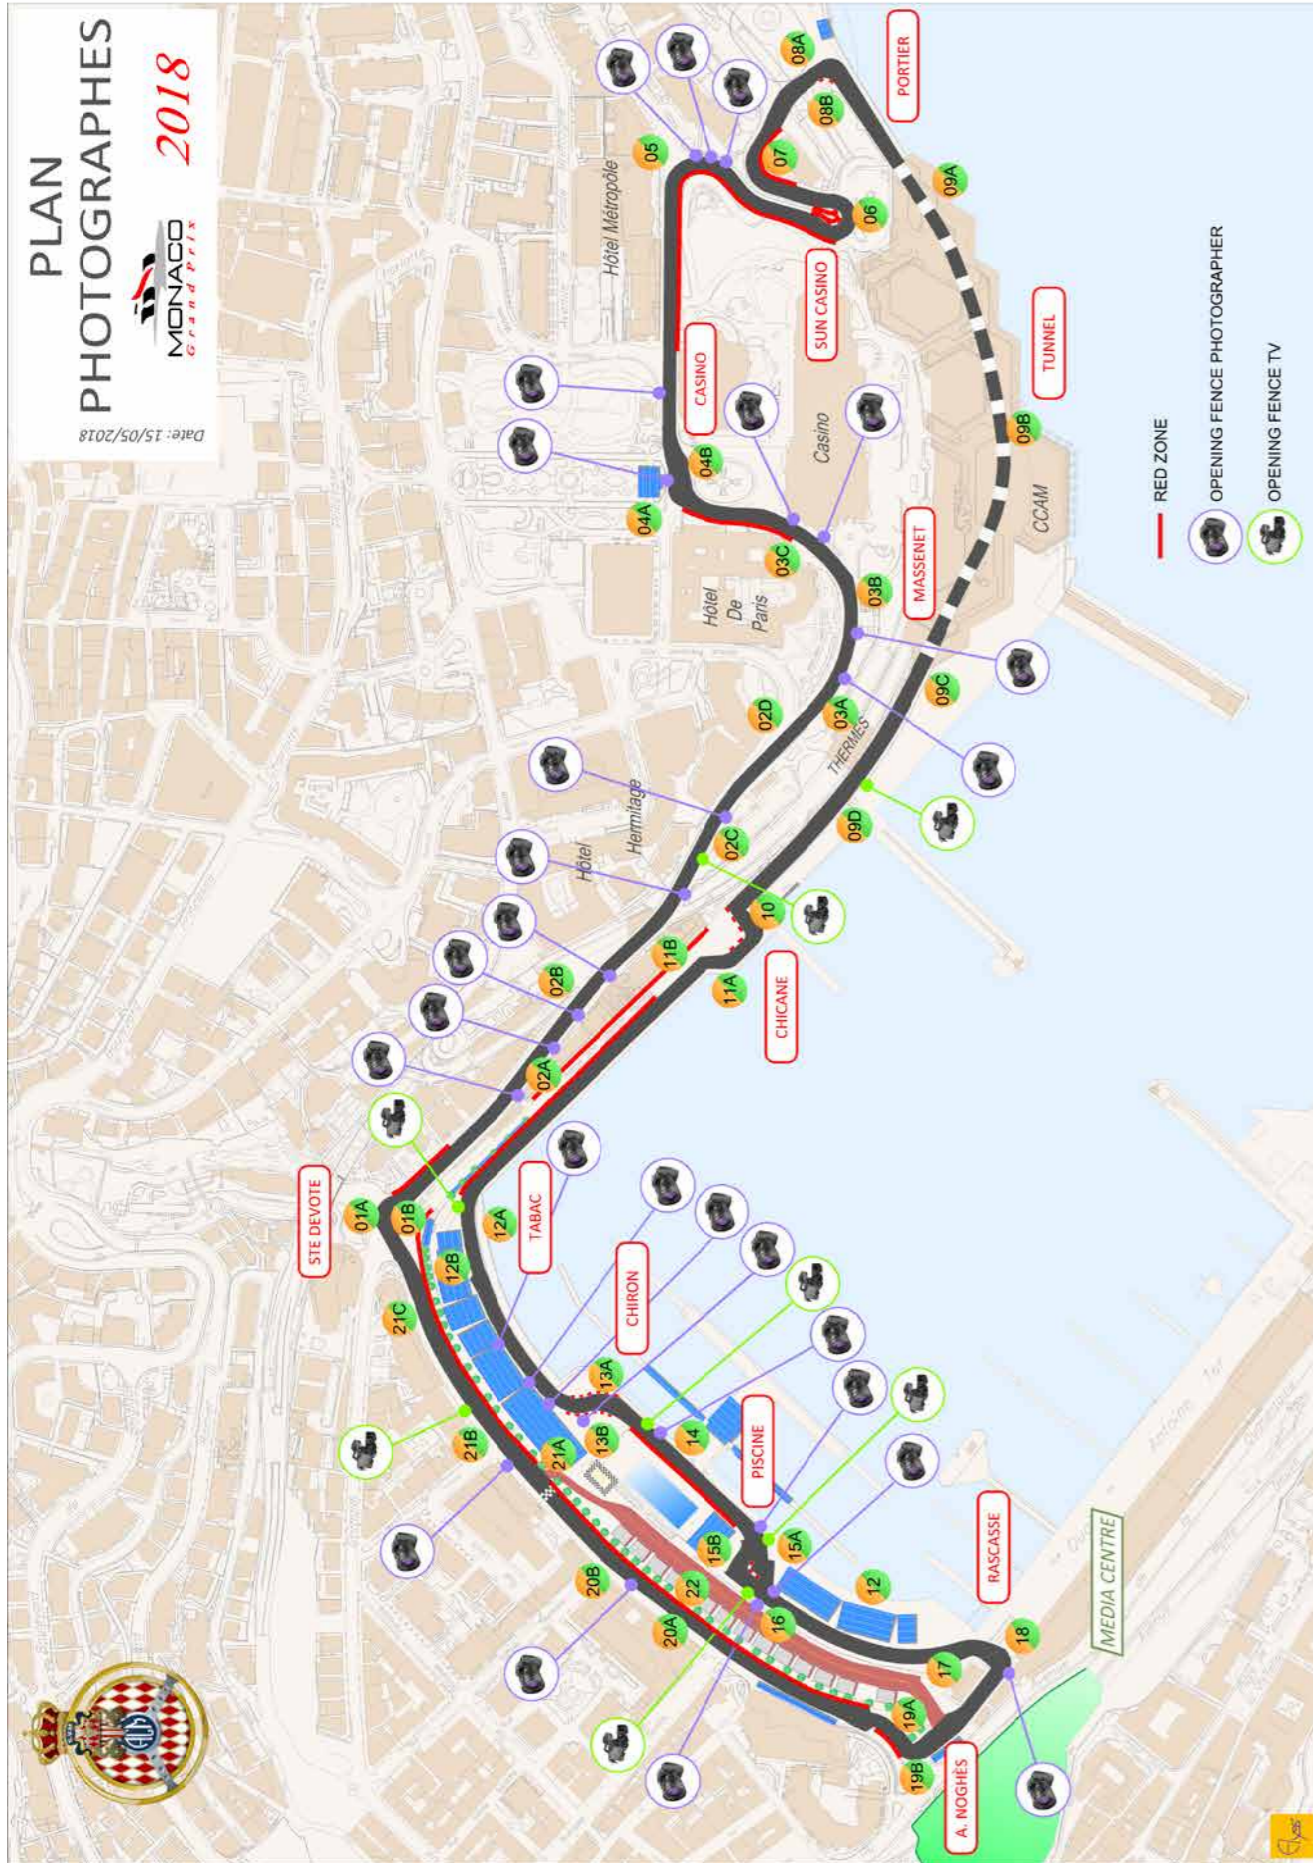 PLAN
PHOTOGRAPHES
MONACO
Grand Prix
2018
Date: 15/05/2018
STE DEVOTE
01A
01B
21C
12B
12A
21B
21A
TABAC
CHIRON
13A
13B
14
PISCINE
15B
15A
20B
20A
22
16
12
RASCASSE
18
17
19A
19B
A. NOGHÈS
MEDIA CENTRE
02A
02B
11B
11A
CHICANE
10
Hôtel
Hermitage
02C
02D
09D
09C
THERMES
03A
03B
MASSENET
03C
Hôtel
De
Paris
04A
04B
CASINO
Casino
Hôtel Métropôle
05
SUN CASINO
06
07
08A
08B
PORTIER
09A
TUNNEL
09B
CCAM
RED ZONE
OPENING FENCE PHOTOGRAPHER
OPENING FENCE TV